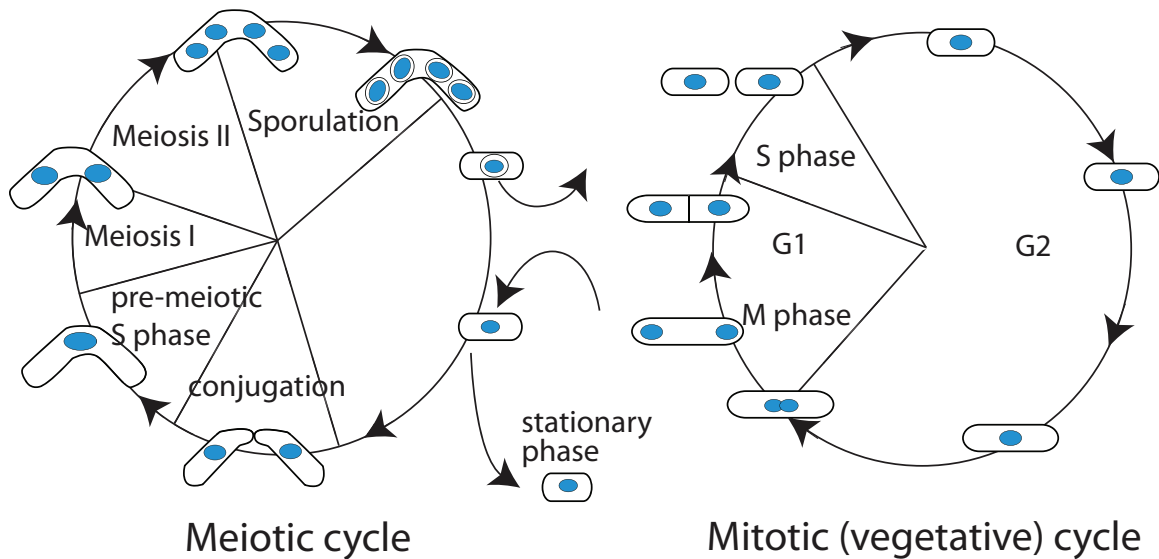 Meiosis II
Sporulation
Meiosis I
pre-meiotic
S phase
conjugation
stationary
phase
Meiotic cycle
S phase
G1
G2
M phase
Mitotic (vegetative) cycle